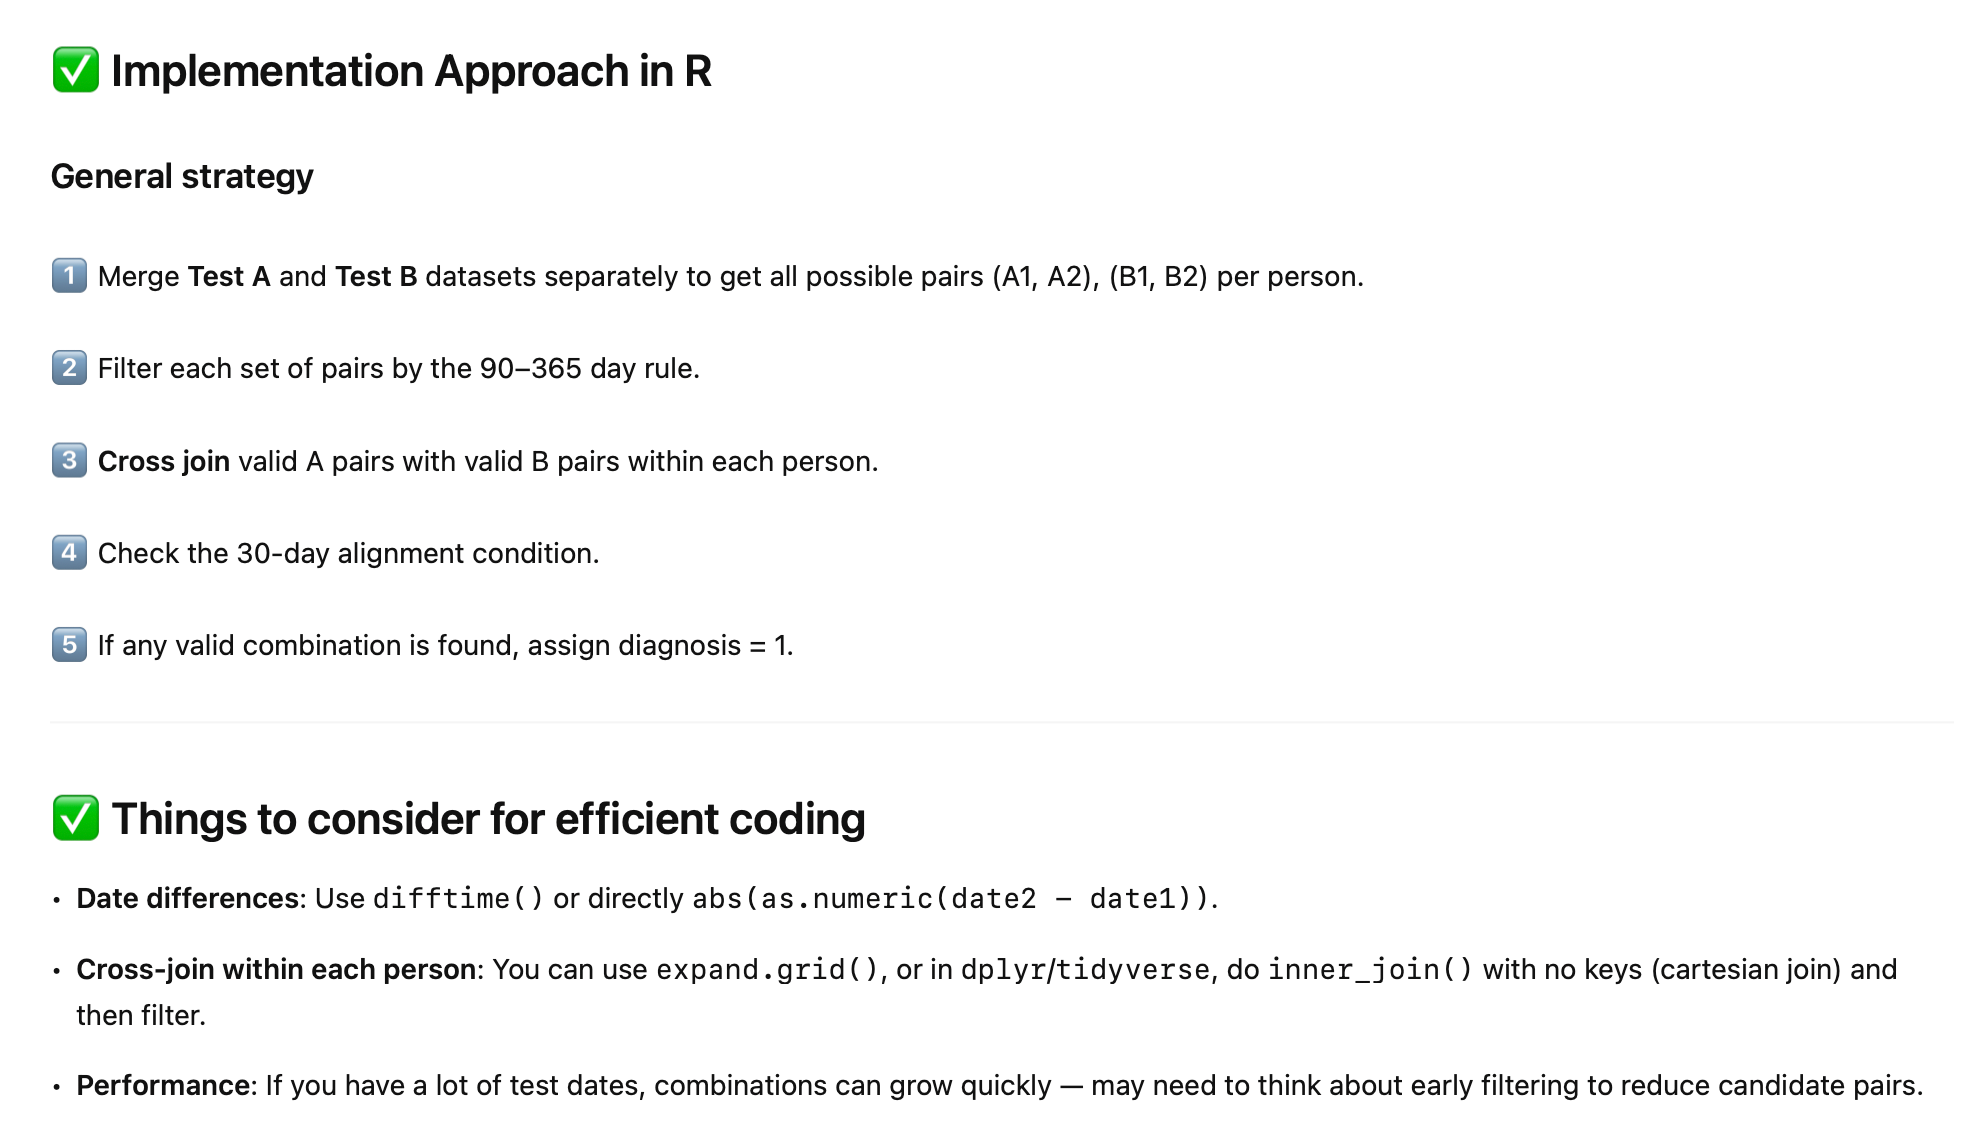 ✅ Implementation Approach in R
General strategy
1️⃣ Merge Test A and Test B datasets separately to get all possible pairs (A1, A2), (B1, B2) per person.
2️⃣ Filter each set of pairs by the 90–365 day rule.
3️⃣ Cross join valid A pairs with valid B pairs within each person.
4️⃣ Check the 30-day alignment condition.
5️⃣ If any valid combination is found, assign diagnosis = 1.
✅ Things to consider for efficient coding
• Date differences: Use difftime() or directly abs(as.numeric(date2 - date1)).
• Cross-join within each person: You can use expand.grid(), or in dplyr/tidyverse, do inner_join() with no keys (cartesian join) and
then filter.
• Performance: If you have a lot of test dates, combinations can grow quickly — may need to think about early filtering to reduce candidate pairs.